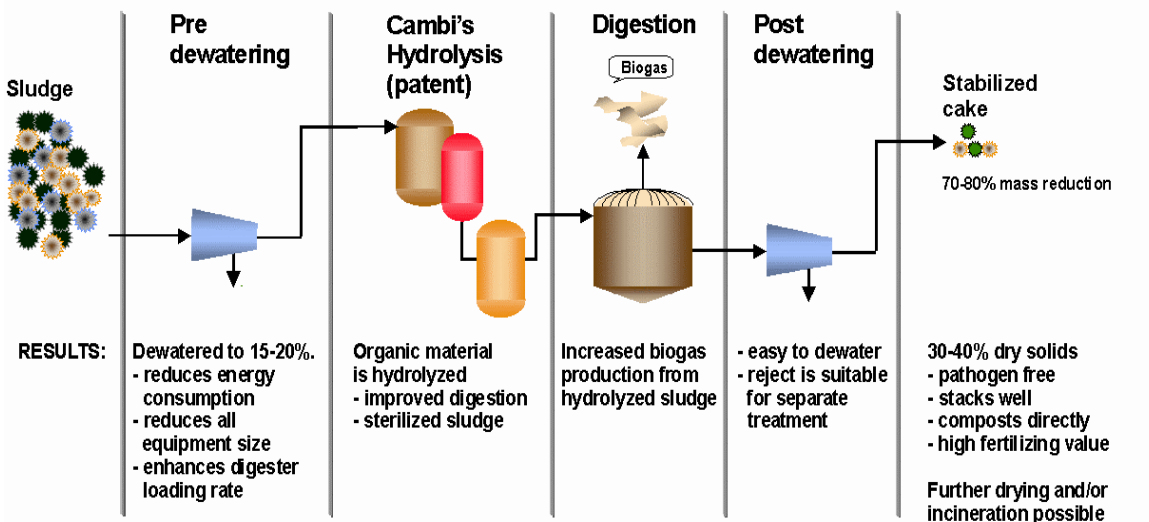 Sludge
Pre
dewatering
Cambi's
Hydrolysis
(patent)
Digestion
Biogas
Post
dewatering
Stabilized
cake
70-80% mass reduction
RESULTS:
Dewatered to 15-20%.
- reduces energy
consumption
- reduces all
equipment size
- enhances digester
loading rate
Organic material
is hydrolyzed
- improved digestion
- sterilized sludge
Increased biogas
production from
hydrolyzed sludge
- easy to dewater
- reject is suitable
for separate
treatment
30-40% dry solids
- pathogen free
- stacks well
- composts directly
- high fertilizing value
Further drying and/or
incineration possible